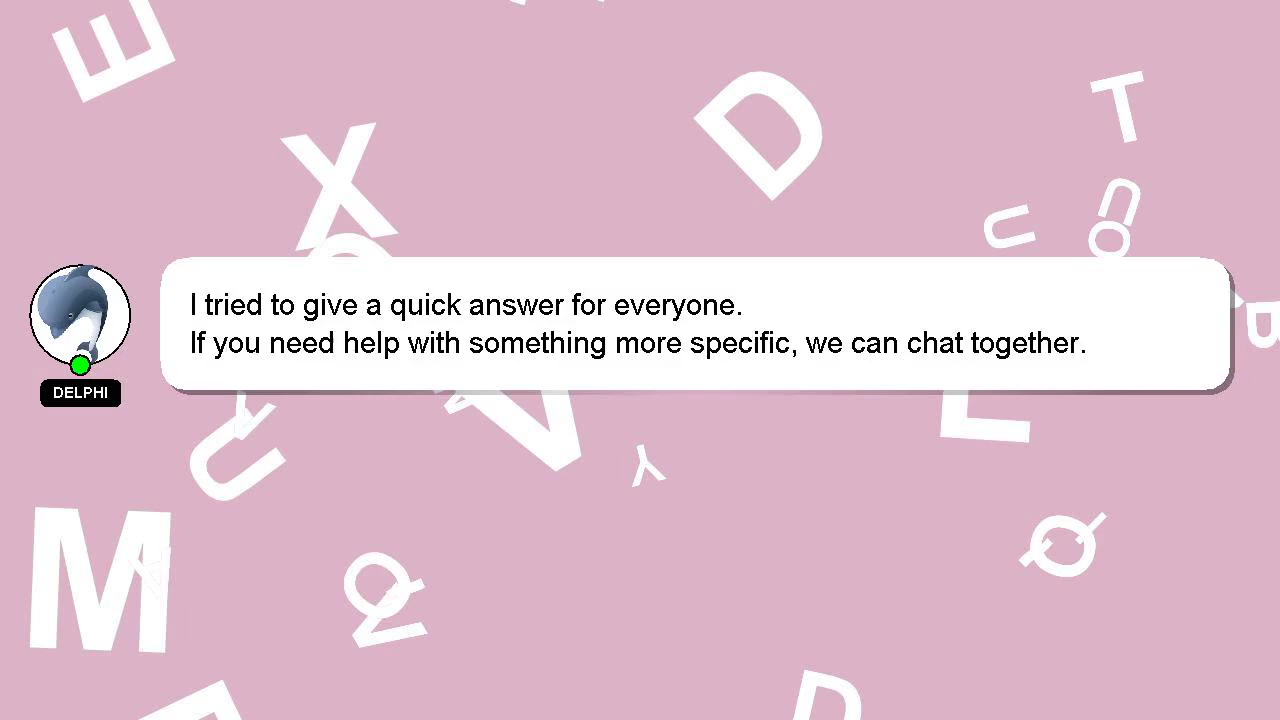 I tried to give a quick answer for everyone.
If you need help with something more specific, we can chat together.
DELPHI